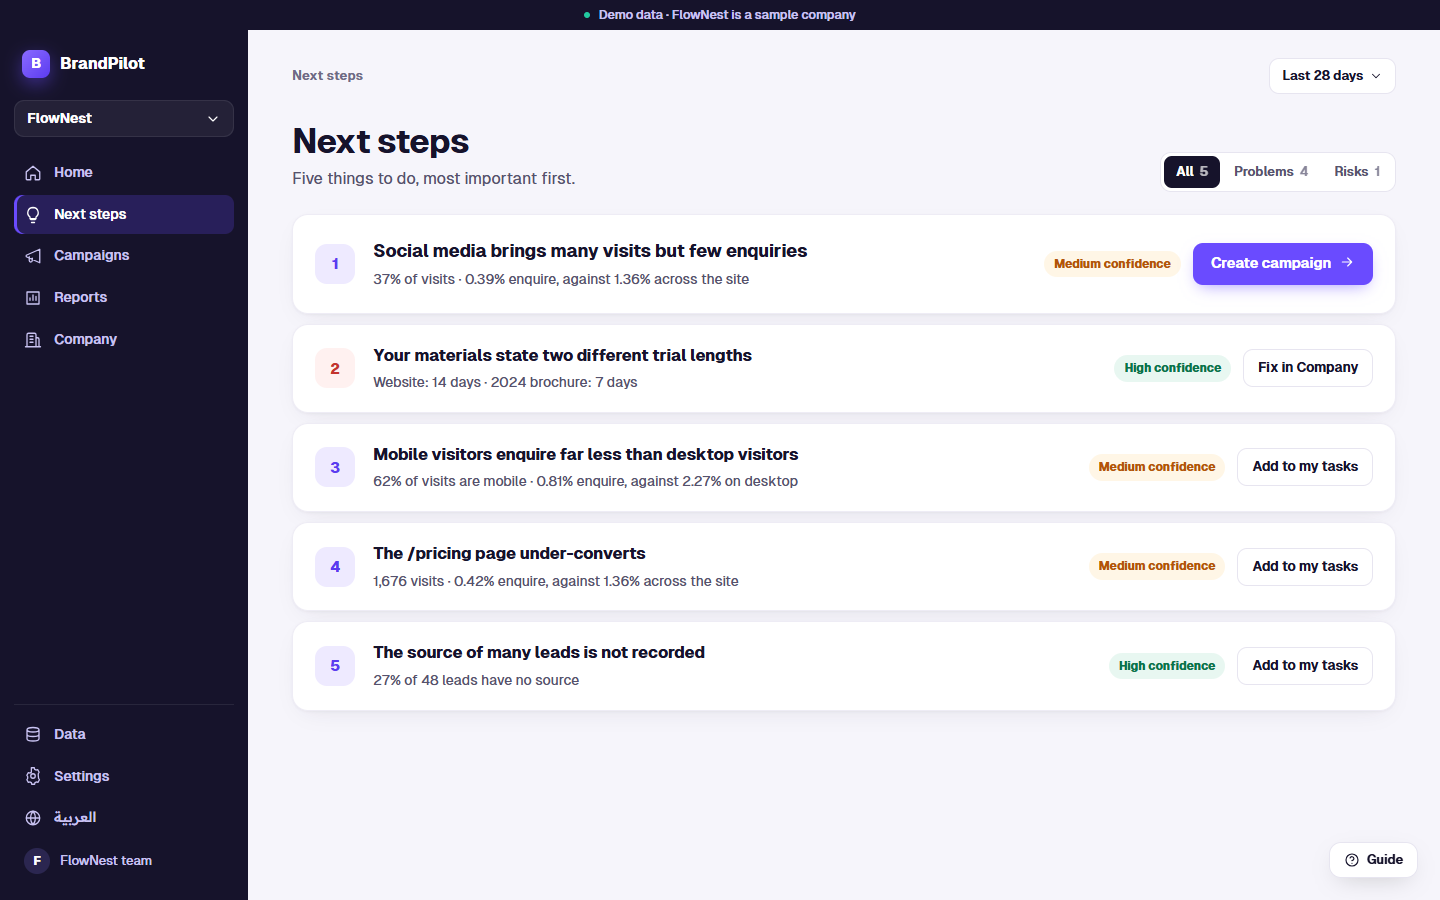 Demo data · FlowNest is a sample company
B BrandPilot
FlowNest
Home
Next steps
Campaigns
Reports
Company
Data
Settings
العربية
F FlowNest team
Next steps
Last 28 days
Next steps
Five things to do, most important first.
All 5 Problems 4 Risks 1
1
Social media brings many visits but few enquiries
37% of visits · 0.39% enquire, against 1.36% across the site
Medium confidence
Create campaign →
2
Your materials state two different trial lengths
Website: 14 days · 2024 brochure: 7 days
High confidence
Fix in Company
3
Mobile visitors enquire far less than desktop visitors
62% of visits are mobile · 0.81% enquire, against 2.27% on desktop
Medium confidence
Add to my tasks
4
The /pricing page under-converts
1,676 visits · 0.42% enquire, against 1.36% across the site
Medium confidence
Add to my tasks
5
The source of many leads is not recorded
27% of 48 leads have no source
High confidence
Add to my tasks
Guide